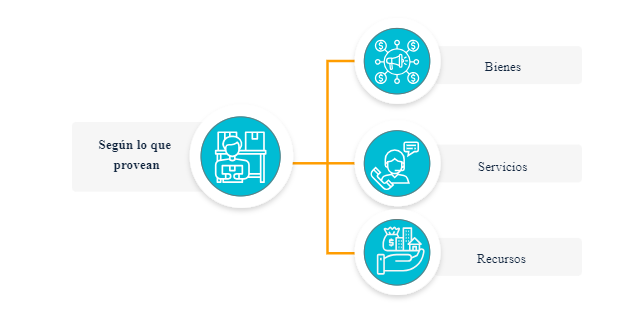 Según lo que
provean
Bienes
Servicios
Recursos